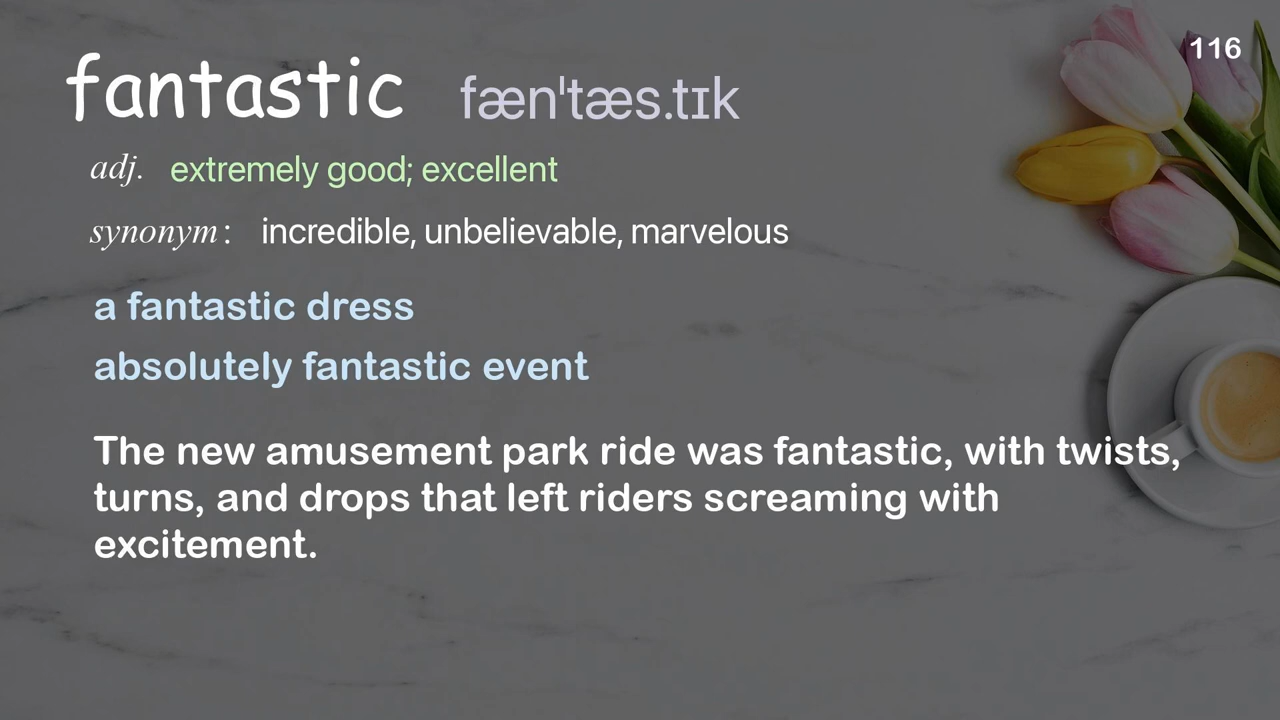 116
fantastic fænˈtæs.tɪk
adj. extremely good; excellent
synonym: incredible, unbelievable, marvelous
a fantastic dress
absolutely fantastic event
The new amusement park ride was fantastic, with twists,
turns, and drops that left riders screaming with
excitement.